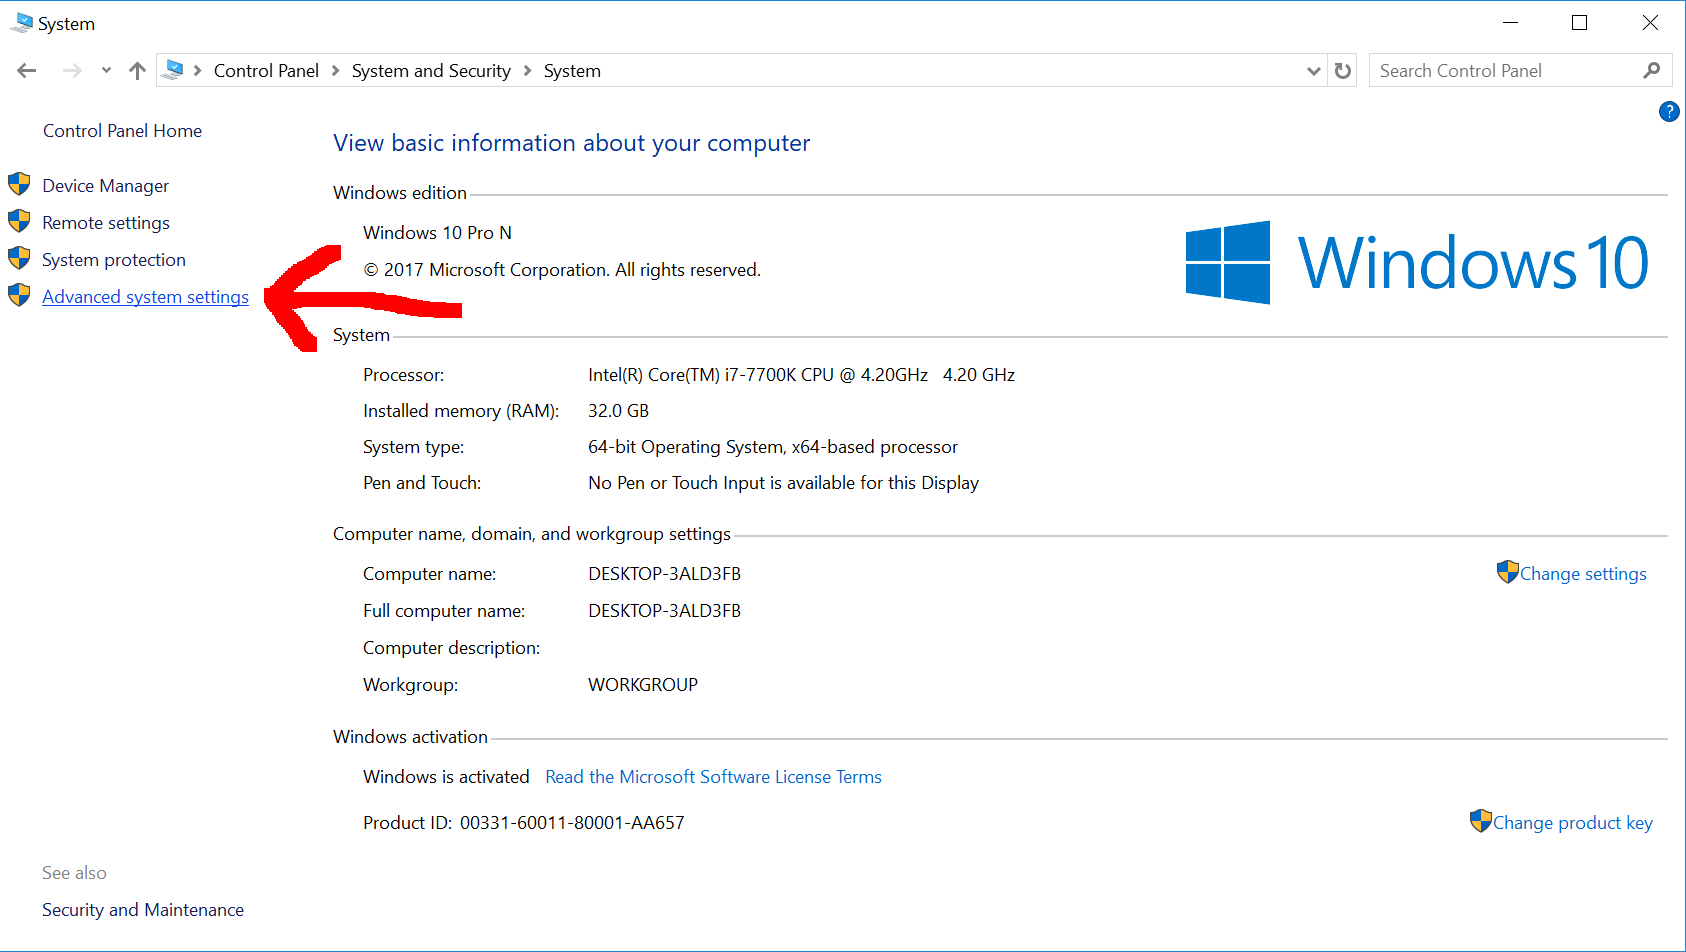 System
Control Panel
System and Security
System
Search Control Panel
?
Control Panel Home
Device Manager
Remote settings
System protection
Advanced system settings
View basic information about your computer
Windows edition
Windows 10 Pro N
© 2017 Microsoft Corporation. All rights reserved.
Windows 10
System
Processor: Intel(R) Core(TM) i7-7700K CPU @ 4.20GHz 4.20 GHz
Installed memory (RAM): 32.0 GB
System type: 64-bit Operating System, x64-based processor
Pen and Touch: No Pen or Touch Input is available for this Display
Computer name, domain, and workgroup settings
Computer name: DESKTOP-3ALD3FB Change settings
Full computer name: DESKTOP-3ALD3FB
Computer description:
Workgroup: WORKGROUP
Windows activation
Windows is activated Read the Microsoft Software License Terms
Product ID: 00331-60011-80001-AA657 Change product key
See also
Security and Maintenance